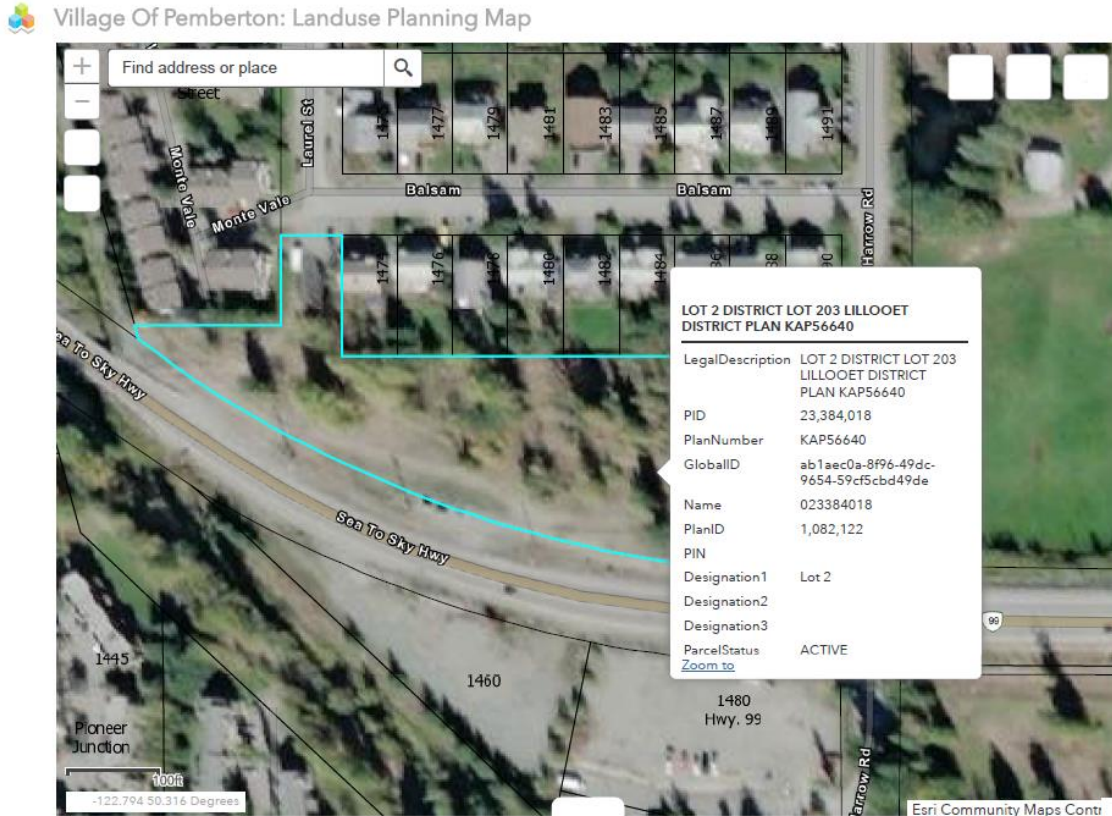 Village Of Pemberton: Landuse Planning Map
Find address or place
Street
Laurel St
1477
1479
1481
1483
1485
1487
1491
Balsam
Balsam
Monte Vale
Monte Vale
Harrow Rd
1474
1476
1480
1482
1484
90
LOT 2 DISTRICT LOT 203 LILLOOET
DISTRICT PLAN KAP56640
LegalDescription LOT 2 DISTRICT LOT 203
LILLOOET DISTRICT
PLAN KAP56640
PID 23,384,018
PlanNumber KAP56640
GlobalID ab1aec0a-8f96-49dc-
9654-59cf5cbd49de
Name 023384018
PlanID 1,082,122
PIN
Designation1 Lot 2
Designation2
Designation3
ParcelStatus ACTIVE
Zoom to
ea To Sky Hwy
Sea To Sky Hwy
99
1445
1460
1480
Hwy. 99
Pioneer
Junction
100ft
-122.794 50.316 Degrees
arrow Rd
Esri Community Maps Contr